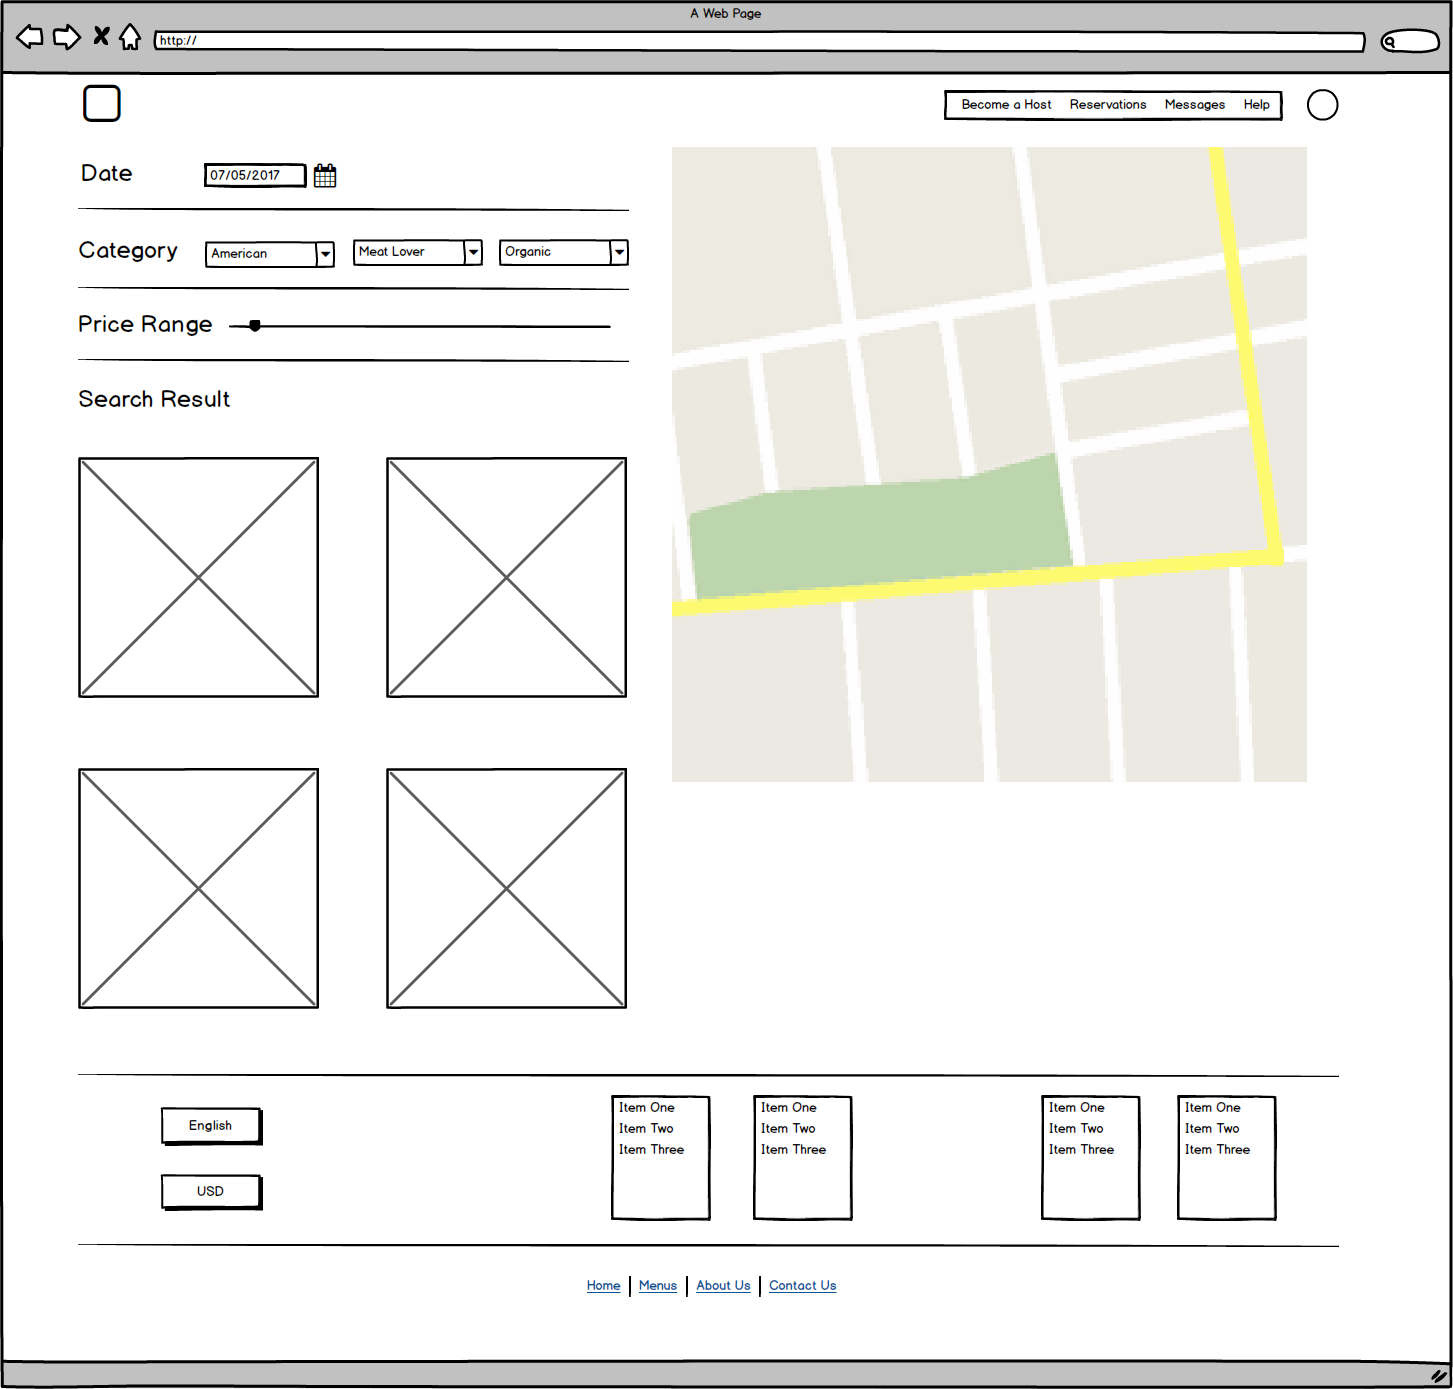 A Web Page
http://
Become a Host Reservations Messages Help
Date 07/05/2017
Category American Meat Lover Organic
Price Range
Search Result
English
USD
Item One
Item Two
Item Three
Item One
Item Two
Item Three
Item One
Item Two
Item Three
Item One
Item Two
Item Three
Home Menus About Us Contact Us